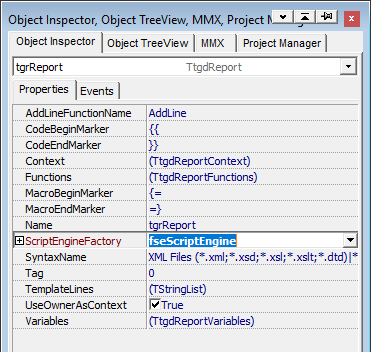 Object Inspector, Object TreeView, MMX, Project Manager
Object Inspector Object TreeView MMX Project Manager
tgrReport TtgdReport
Properties Events
AddLineFunctionName AddLine
CodeBeginMarker {{
CodeEndMarker }}
Context (TtgdReportContext)
Functions (TtgdReportFunctions)
MacroBeginMarker {=
MacroEndMarker =}
Name tgrReport
ScriptEngineFactory fseScriptEngine
SyntaxName XML Files (*.xml;*.xsd;*.xsl;*.xslt;*.dtd)|*
Tag 0
TemplateLines (TStringList)
UseOwnerAsContext True
Variables (TtgdReportVariables)